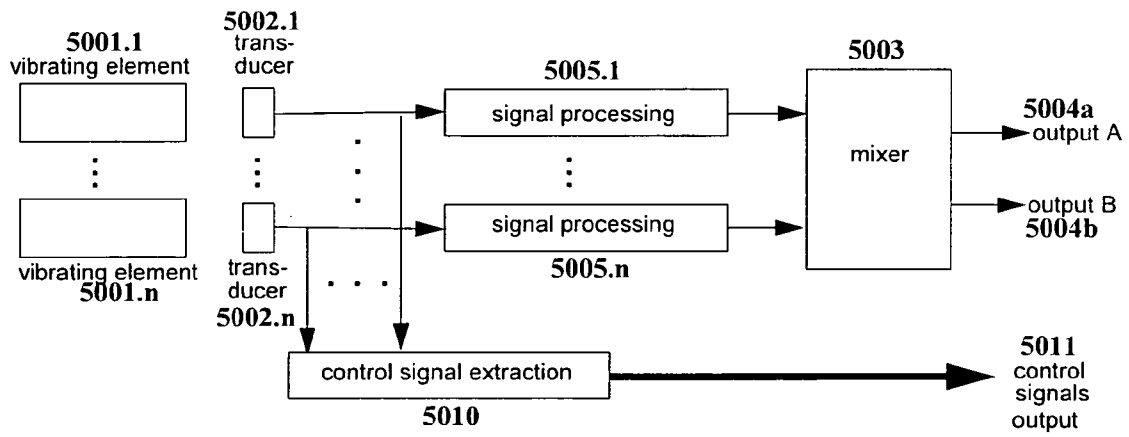 5001.1
vibrating element
5002.1
trans-
ducer
5005.1
signal processing
5003
mixer
5004a
output A
output B
5004b
signal processing
5005.n
vibrating element
5001.n
trans-
ducer
5002.n
control signal extraction
5010
5011
control
signals
output